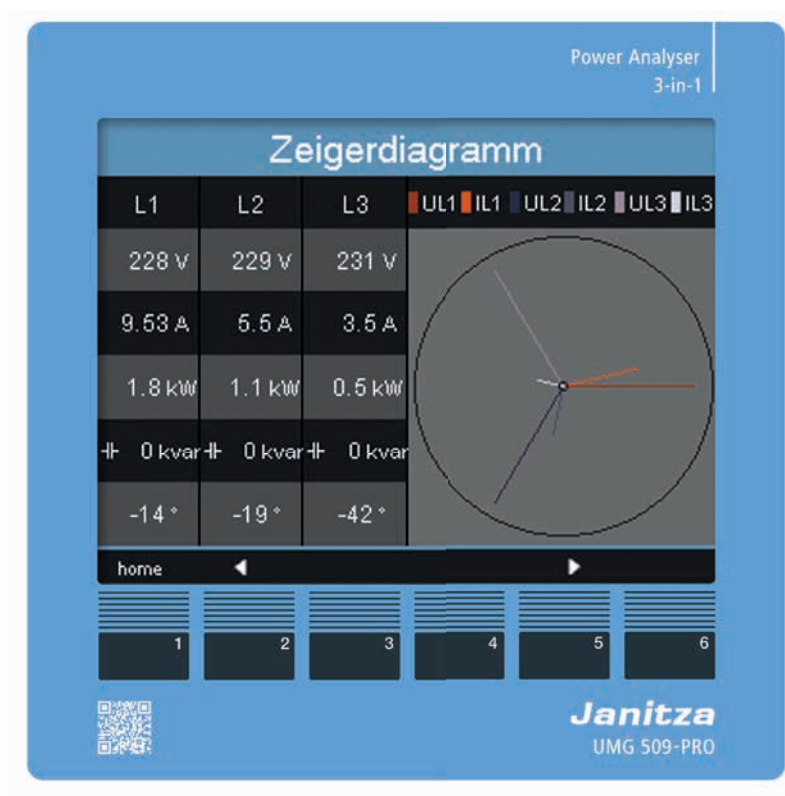 Power Analyser
3-in-1
Zeigerdiagramm
L1 L2 L3 UL1 IL1 UL2 IL2 UL3 IL3
228 V 229 V 231 V
9.53 A 5.5 A 3.5 A
1.8 kW 1.1 kW 0.5 kW
0 kvar 0 kvar 0 kvar
-14 ° -19 ° -42 °
home
1 2 3 4 5 6
Janitza
UMG 509-PRO